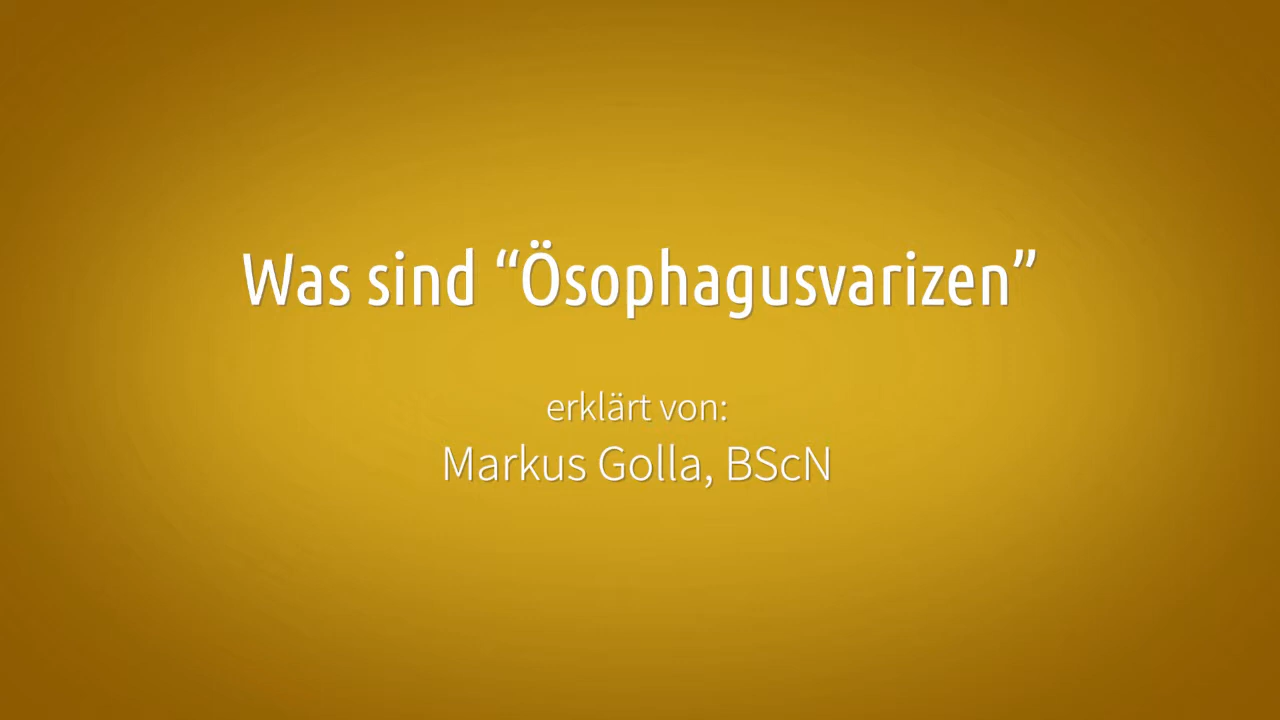 Was sind “Ösophagusvarizen”
erklärt von:
Markus Golla, BScN